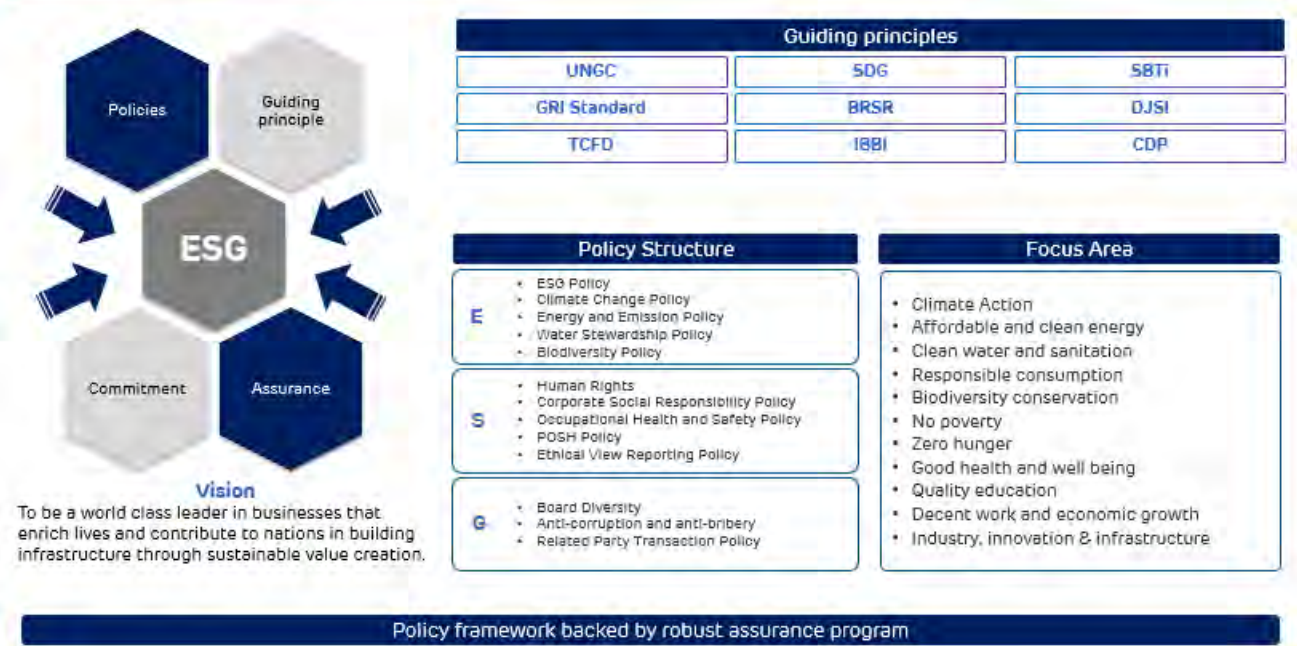 Policies
Guiding
principle
ESG
Commitment
Assurance
Vision
To be a world class leader in businesses that
enrich lives and contribute to nations in building
infrastructure through sustainable value creation.
Guiding principles
UNGC
SDG
SBTi
GRI Standard
BRSR
DJSI
TCFD
IBBI
CDP
Policy Structure
E
• ESG Policy
• Climate Change Policy
• Energy and Emission Policy
• Water Stewardship Policy
• Biodiversity Policy
S
• Human Rights
• Corporate Social Responsibility Policy
• Occupational Health and Safety Policy
• POSH Policy
• Ethical View Reporting Policy
G
• Board Diversity
• Anti-corruption and anti-bribery
• Related Party Transaction Policy
Focus Area
• Climate Action
• Affordable and clean energy
• Clean water and sanitation
• Responsible consumption
• Biodiversity conservation
• No poverty
• Zero hunger
• Good health and well being
• Quality education
• Decent work and economic growth
• Industry, innovation & infrastructure
Policy framework backed by robust assurance program